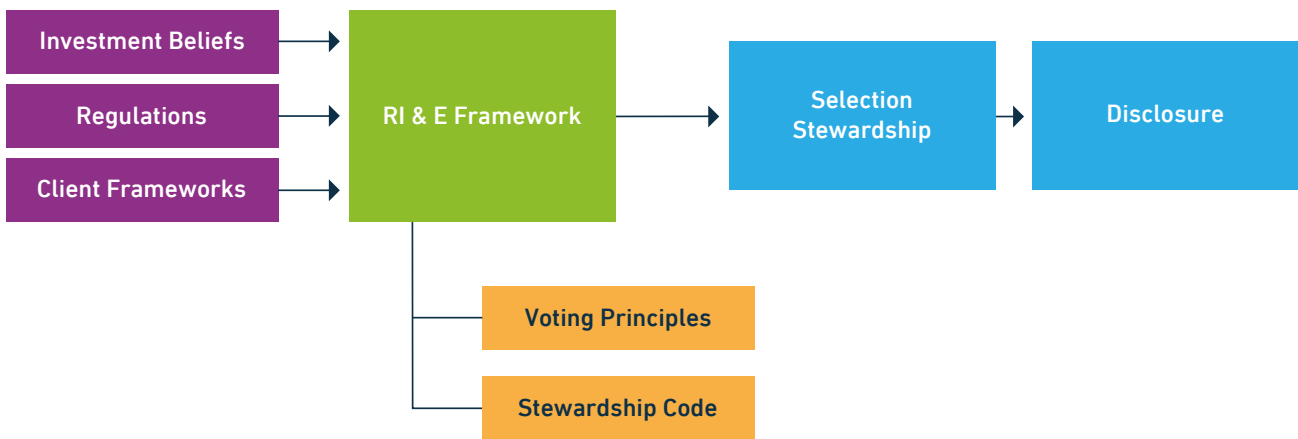 Investment Beliefs
Regulations
Client Frameworks
RI & E Framework
Selection
Stewardship
Disclosure
Voting Principles
Stewardship Code